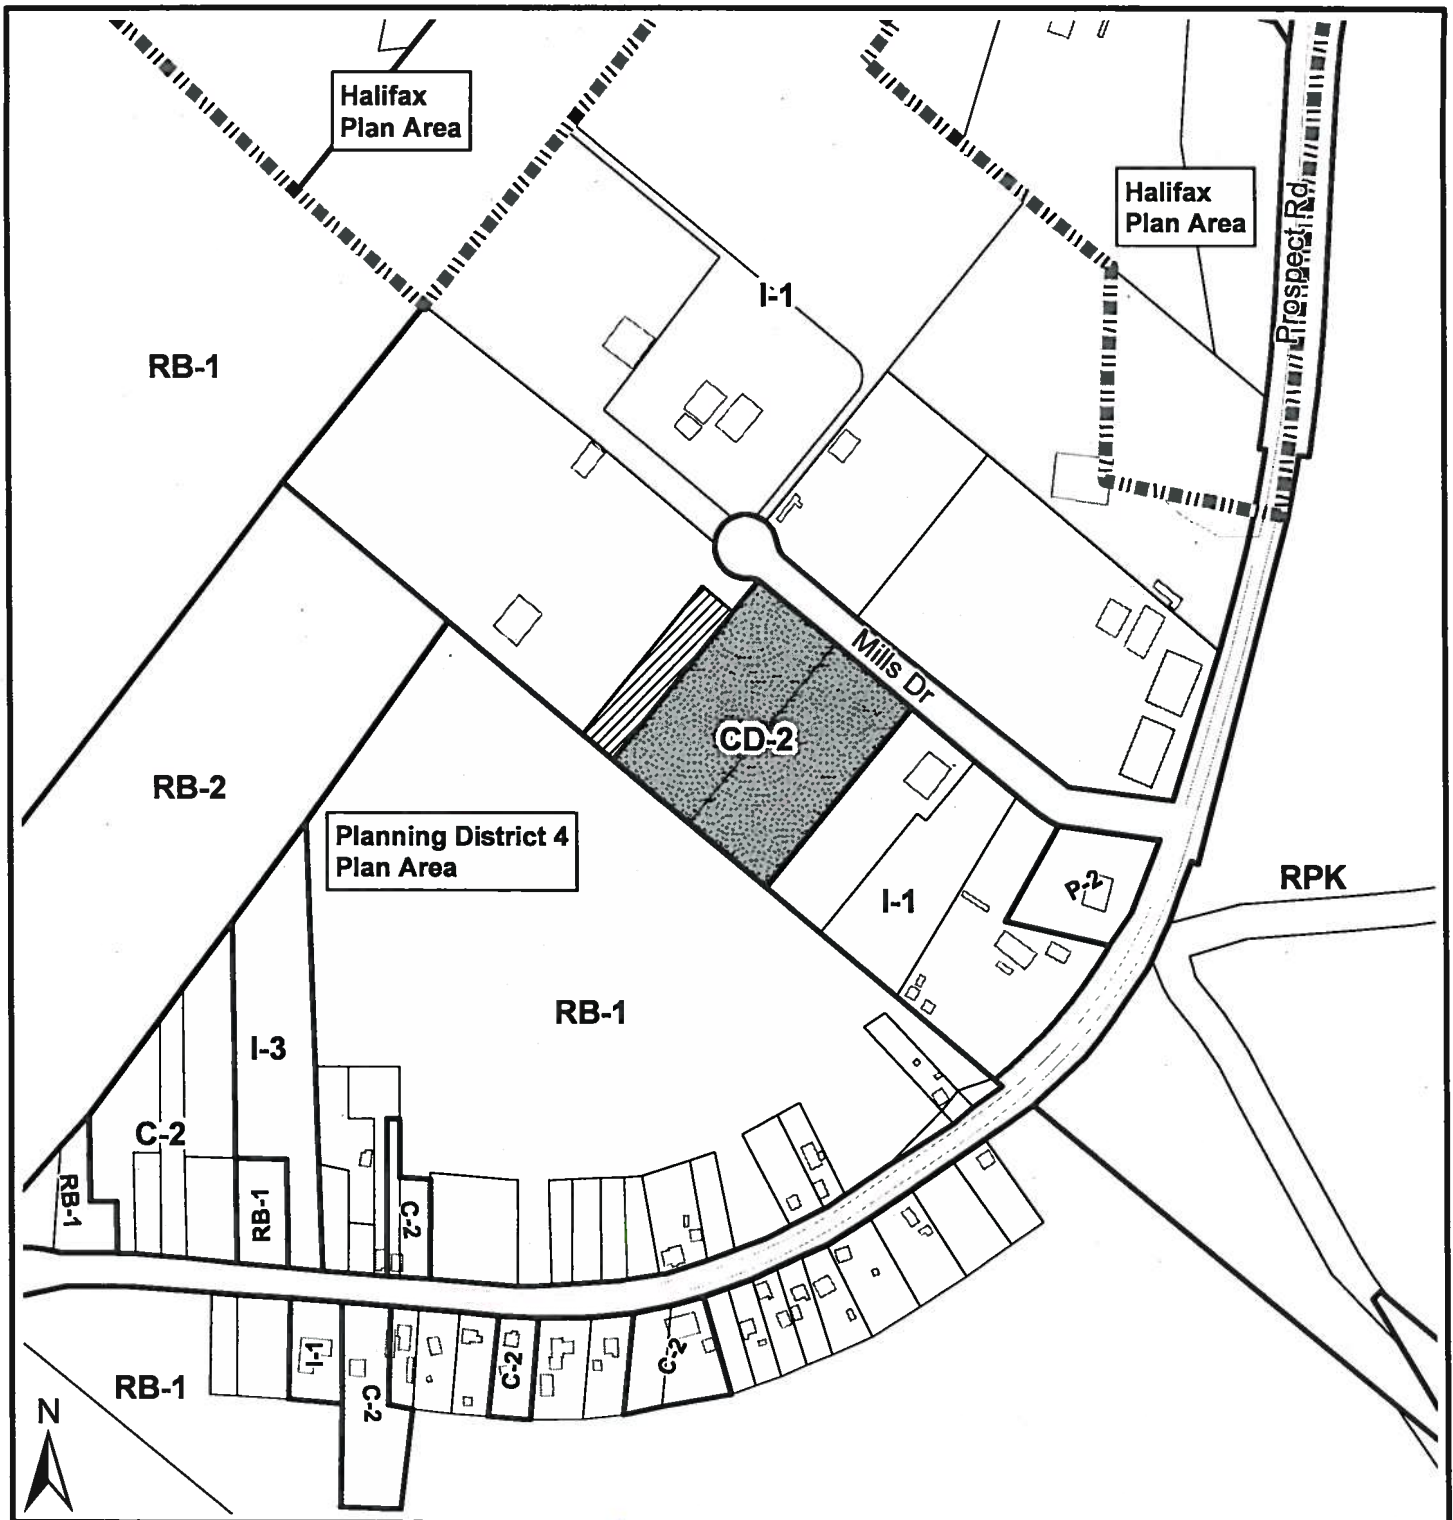 Halifax
Plan Area
Halifax
Plan Area
Prospect Rd
I-1
RB-1
Mills Dr
CD-2
RB-2
Planning District 4
Plan Area
P-2
RPK
I-1
RB-1
I-3
C-2
RB-1
RB-1
C-2
I-1
C-2
C-2
C-2
RB-1
N